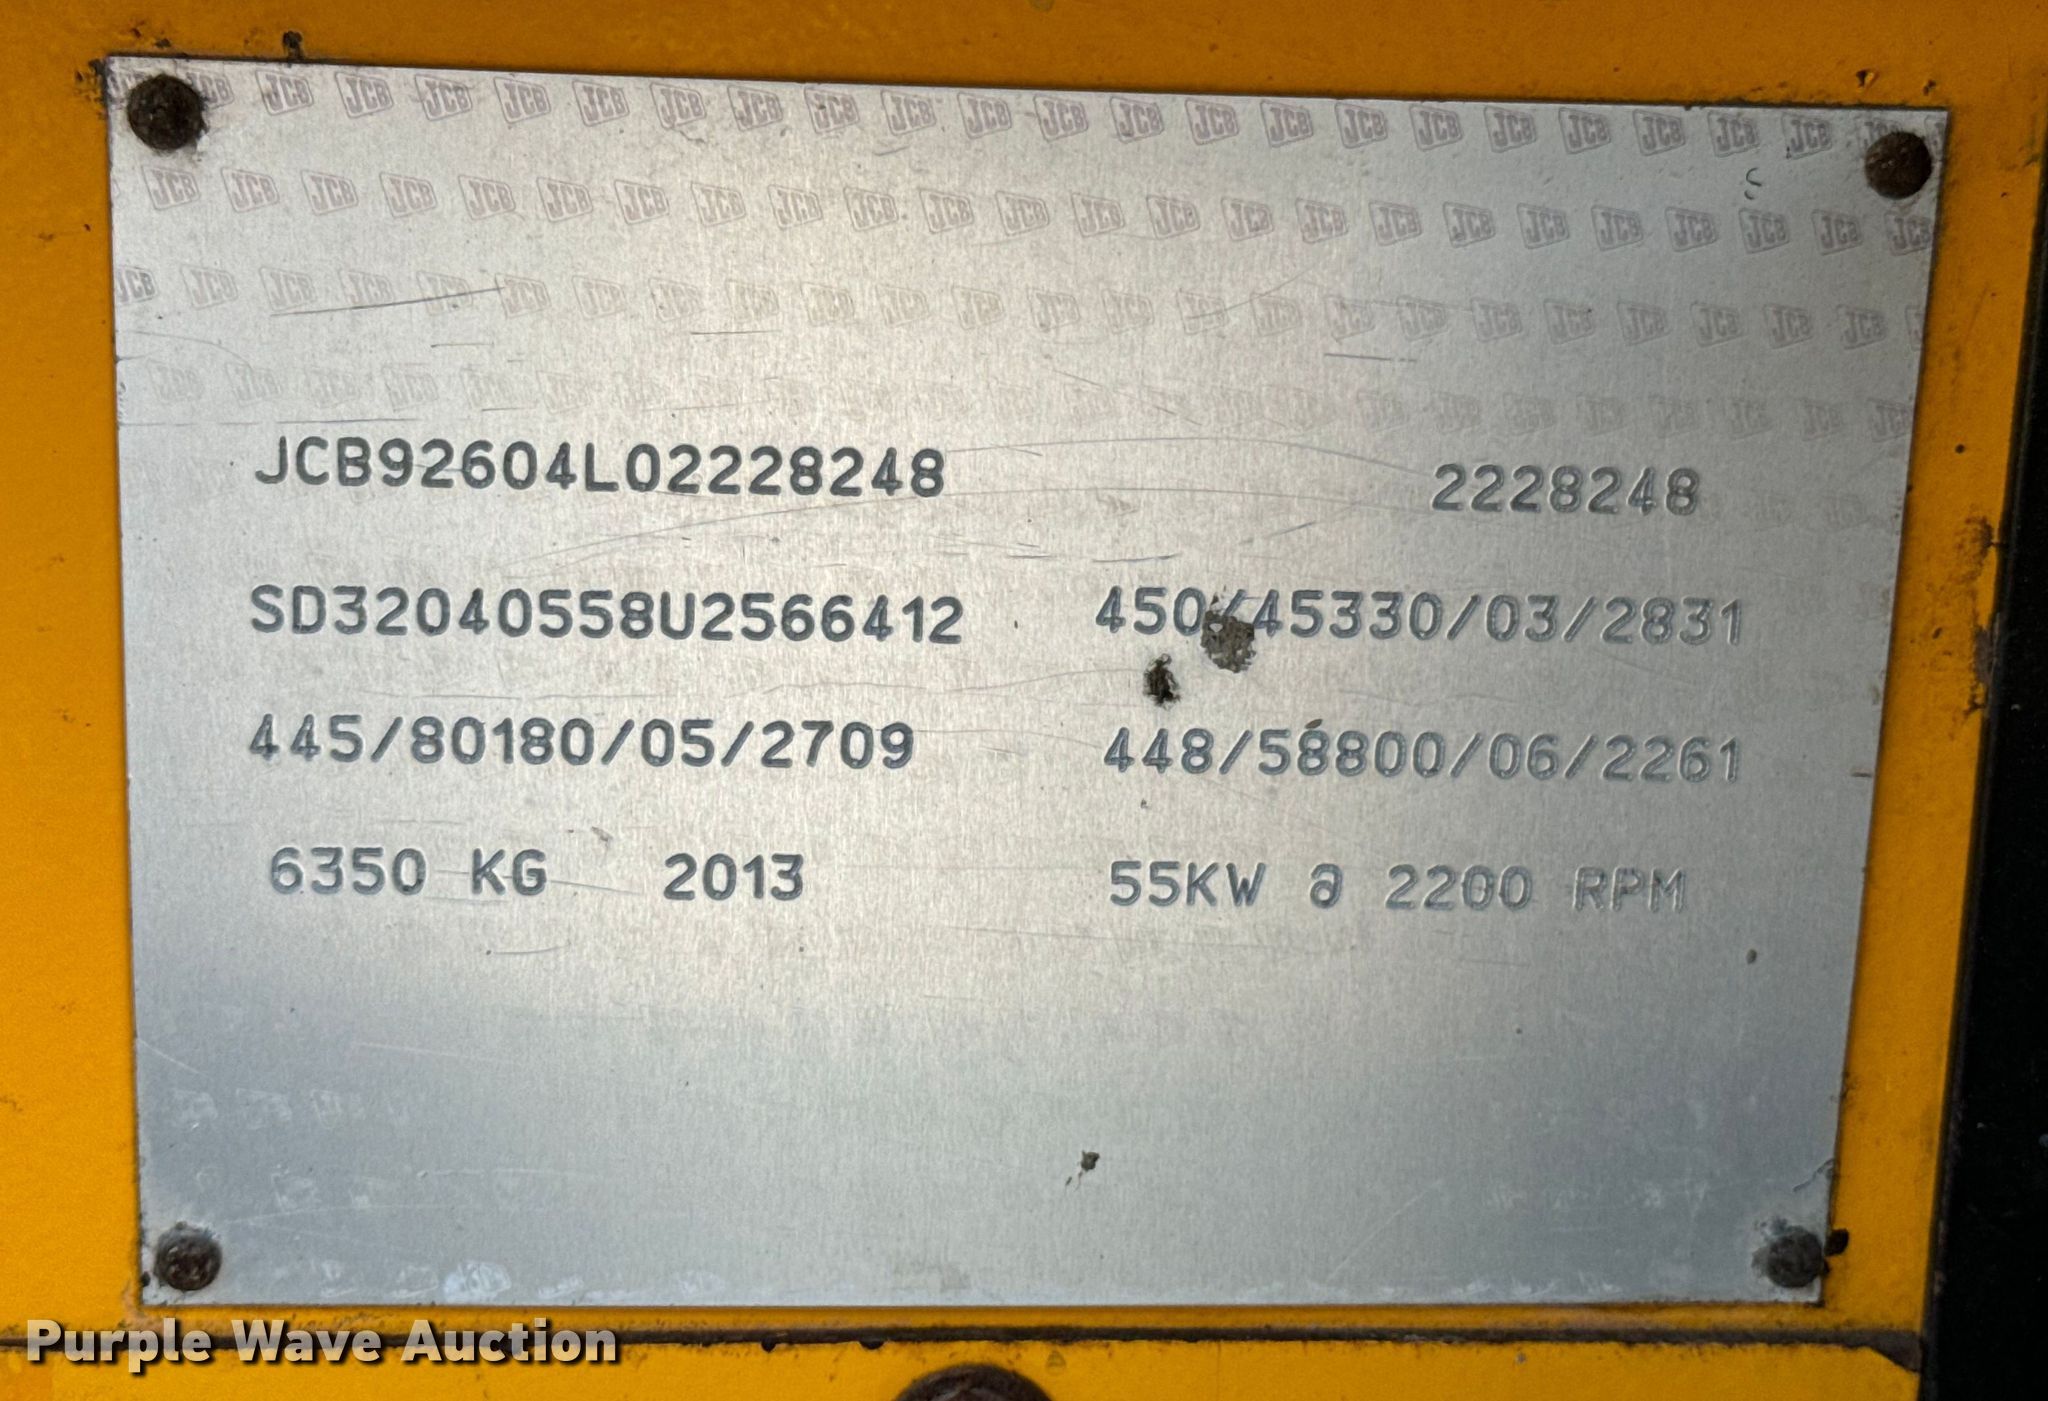 JCB92604L02228248 2228248
SD32040558U2566412 450/45330/03/2831
445/80180/05/2709 448/58800/06/2261
6350 KG 2013 55KW @ 2200 RPM
Purple Wave Auction